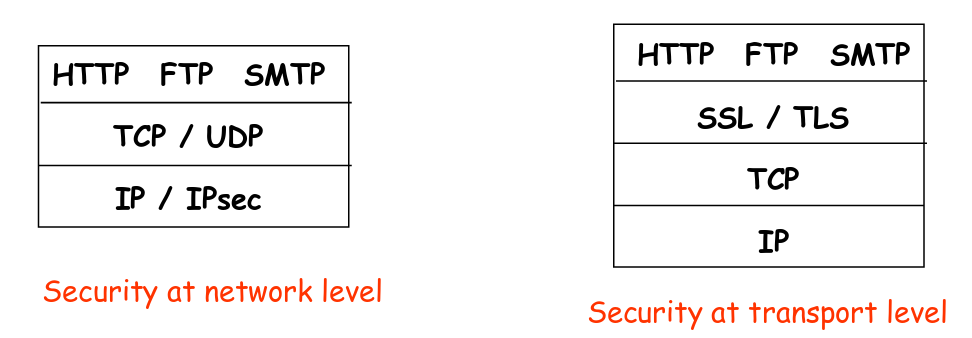 HTTP FTP SMTP
TCP / UDP
IP / IPsec
Security at network level
HTTP FTP SMTP
SSL / TLS
TCP
IP
Security at transport level